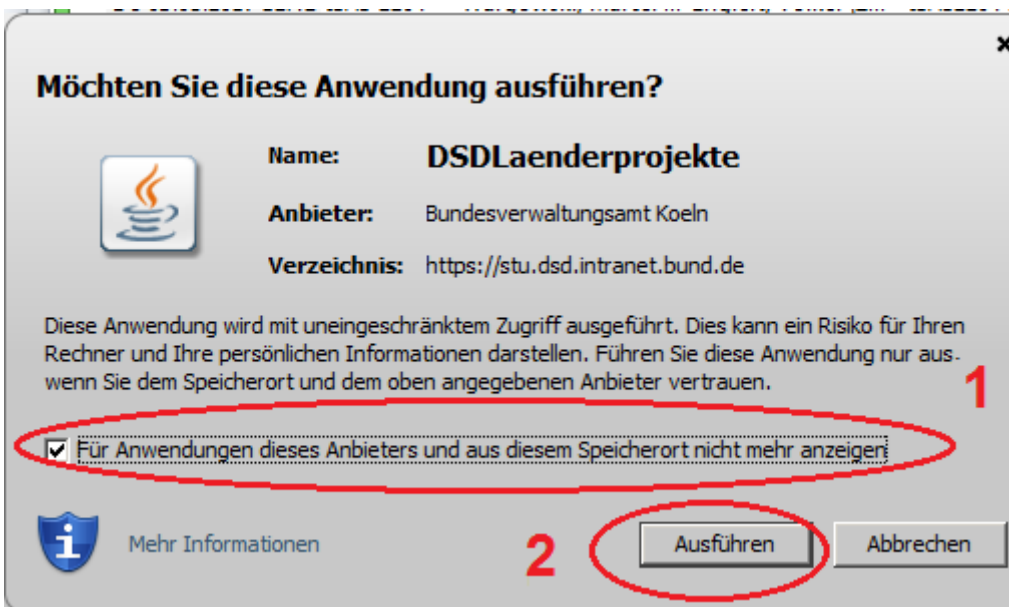 Möchten Sie diese Anwendung ausführen?
Name: DSDLaenderprojekte
Anbieter: Bundesverwaltungsamt Koeln
Verzeichnis: https://stu.dsd.intranet.bund.de
Diese Anwendung wird mit uneingeschränktem Zugriff ausgeführt. Dies kann ein Risiko für Ihren
Rechner und Ihre persönlichen Informationen darstellen. Führen Sie diese Anwendung nur aus.
wenn Sie dem Speicherort und dem oben angegebenen Anbieter vertrauen.
1
Für Anwendungen dieses Anbieters und aus diesem Speicherort nicht mehr anzeigen
Mehr Informationen
2
Ausführen
Abbrechen